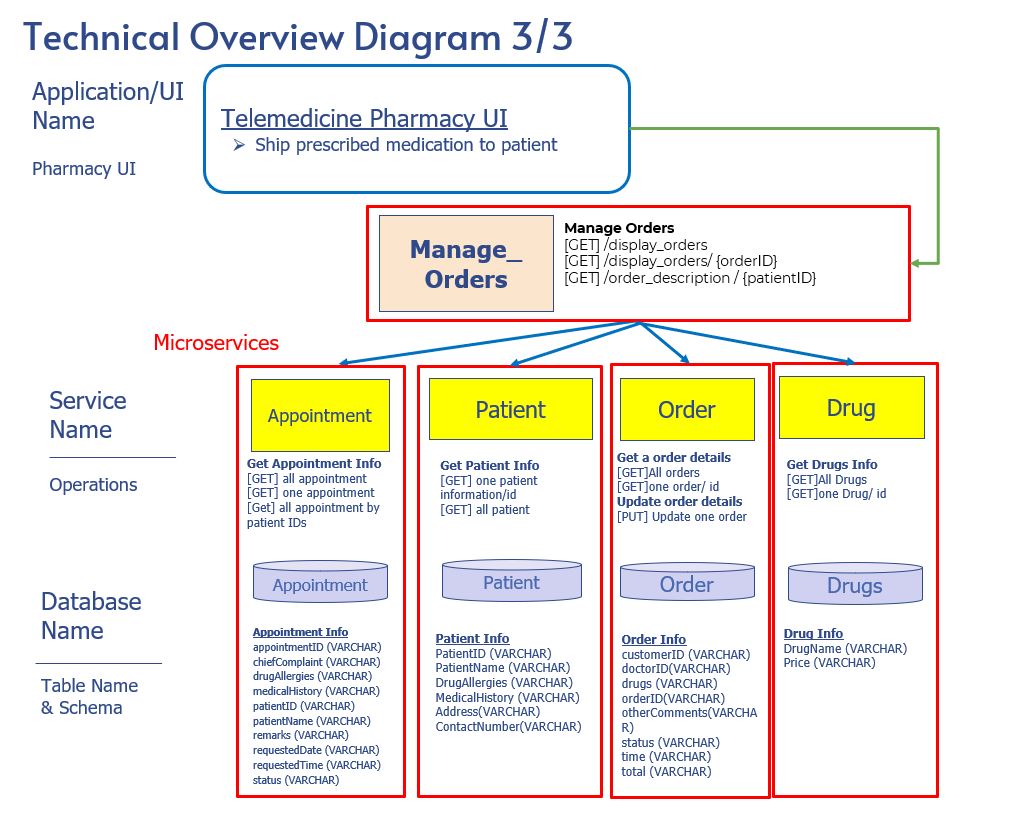 Technical Overview Diagram 3/3
Application/UI
Name
Pharmacy UI
Telemedicine Pharmacy UI
Ship prescribed medication to patient
Manage_
Orders
Manage Orders
[GET] /display_orders
[GET] /display_orders/ {orderID}
[GET] /order_description / {patientID}
Microservices
Service
Name
Operations
Appointment
Get Appointment Info
[GET] all appointment
[GET] one appointment
[Get] all appointment by
patient IDs
Patient
Get Patient Info
[GET] one patient
information/id
[GET] all patient
Order
Get a order details
[GET]All orders
[GET]one order/ id
Update order details
[PUT] Update one order
Drug
Get Drugs Info
[GET]All Drugs
[GET]one Drug/ id
Database
Name
Table Name
& Schema
Appointment
Appointment Info
appointmentID (VARCHAR)
chiefComplaint (VARCHAR)
drugAllergies (VARCHAR)
medicalHistory (VARCHAR)
patientID (VARCHAR)
patientName (VARCHAR)
remarks (VARCHAR)
requestedDate (VARCHAR)
requestedTime (VARCHAR)
status (VARCHAR)
Patient
Patient Info
PatientID (VARCHAR)
PatientName (VARCHAR)
DrugAllergies (VARCHAR)
MedicalHistory (VARCHAR)
Address(VARCHAR)
ContactNumber(VARCHAR)
Order
Order Info
customerID (VARCHAR)
doctorID(VARCHAR)
drugs (VARCHAR)
orderID(VARCHAR)
otherComments(VARCHA
R)
status (VARCHAR)
time (VARCHAR)
total (VARCHAR)
Drugs
Drug Info
DrugName (VARCHAR)
Price (VARCHAR)